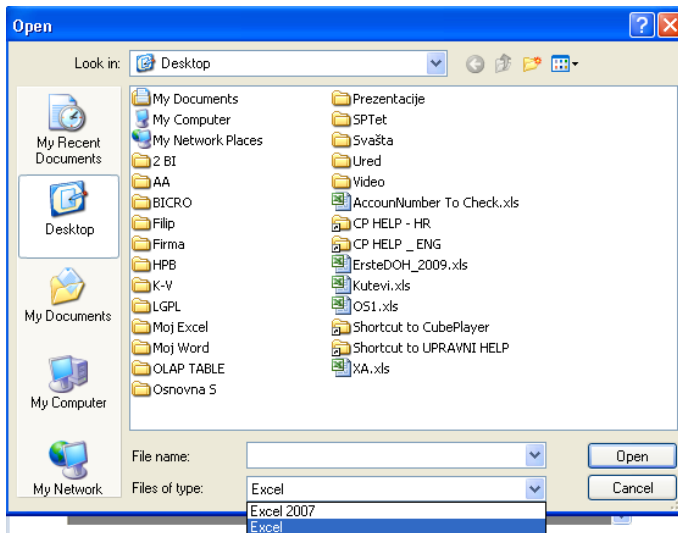 Open
Look in:
Desktop
My Recent
Documents
Desktop
My Documents
My Computer
My Network
My Documents
My Computer
My Network Places
2 BI
AA
BICRO
Filip
Firma
HPB
K-V
LGPL
Moj Excel
Moj Word
OLAP TABLE
Osnovna S
Prezentacije
SPTet
Svašta
Ured
Video
AccounNumber To Check.xls
CP HELP - HR
CP HELP _ ENG
ErsteDOH_2009.xls
Kutevi.xls
OS1.xls
Shortcut to CubePlayer
Shortcut to UPRAVNI HELP
XA.xls
File name:
Open
Files of type:
Excel
Cancel
Excel 2007
Excel